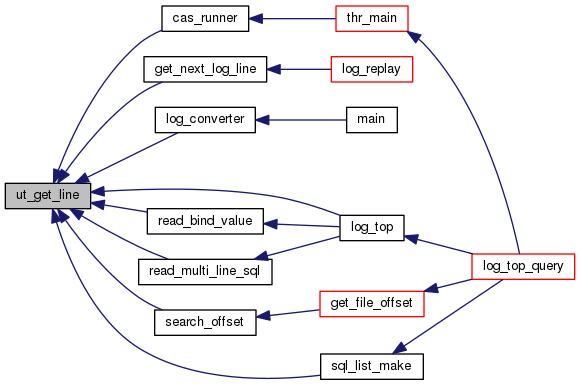 cas_runner
thr_main
get_next_log_line
log_replay
log_converter
main
ut_get_line
read_bind_value
log_top
read_multi_line_sql
log_top_query
get_file_offset
search_offset
sql_list_make